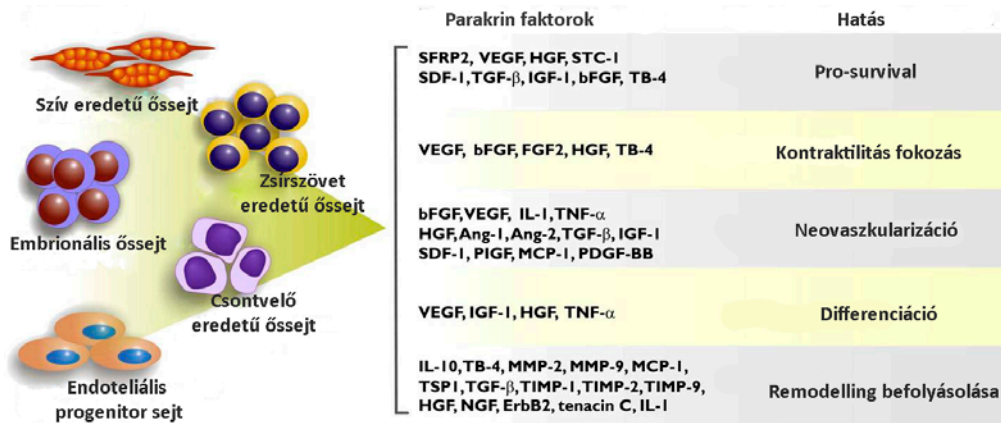 Parakrin faktorok
Hatás
Szív eredetű őssejt
Zsírszövet
eredetű őssejt
Embrionális őssejt
Csontvelő
eredetű őssejt
Endoteliális
progenitor sejt
SFRP2, VEGF, HGF, STC-1
SDF-1, TGF-β, IGF-1, bFGF, TB-4
Pro-survival
VEGF, bFGF, FGF2, HGF, TB-4
Kontraktilitás fokozás
bFGF, VEGF, IL-1, TNF-α
HGF, Ang-1, Ang-2, TGF-β, IGF-1
SDF-1, PIGF, MCP-1, PDGF-BB
Neovaszkularizáció
VEGF, IGF-1, HGF, TNF-α
Differenciáció
IL-10, TB-4, MMP-2, MMP-9, MCP-1,
TSP1, TGF-β, TIMP-1, TIMP-2, TIMP-9,
HGF, NGF, ErbB2, tenacin C, IL-1
Remodelling befolyásolása